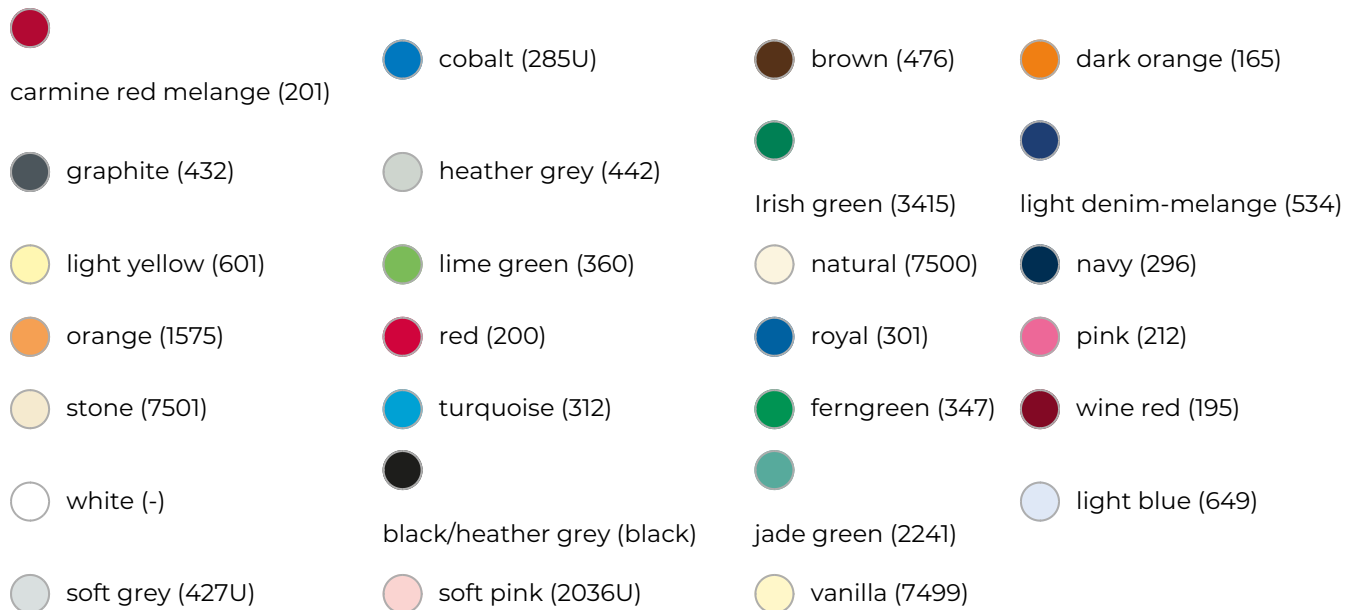 carmine red melange (201)
cobalt (285U)
brown (476)
dark orange (165)
graphite (432)
heather grey (442)
Irish green (3415)
light denim-melange (534)
light yellow (601)
lime green (360)
natural (7500)
navy (296)
orange (1575)
red (200)
royal (301)
pink (212)
stone (7501)
turquoise (312)
ferngreen (347)
wine red (195)
white (-)
black/heather grey (black)
jade green (2241)
light blue (649)
soft grey (427U)
soft pink (2036U)
vanilla (7499)